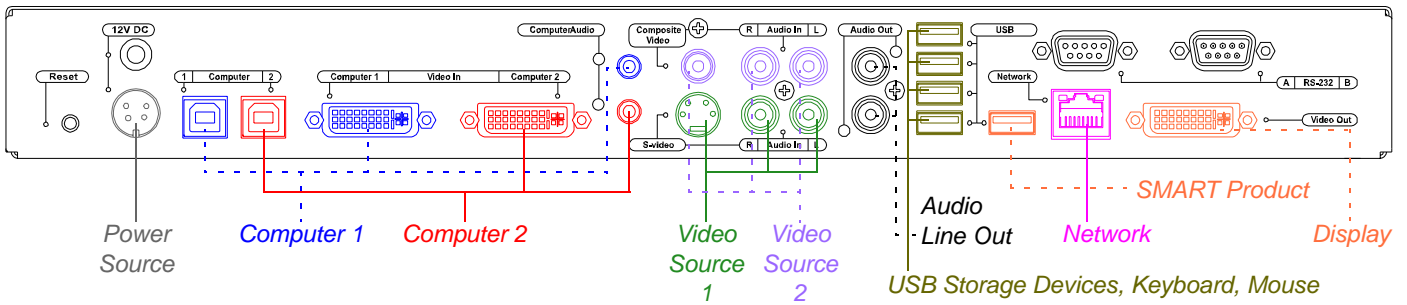 12V DC
ComputerAudio
Composite
Video
R Audio In L
Audio Out
USB
Reset
1 Computer 2
Computer 1 Video In Computer 2
Network
A RS-232 B
S-video
R Audio In L
Video Out
SMART Product
Power
Source
Computer 1
Computer 2
Video
Source
1
Video
Source
2
Audio
Line Out
Network
Display
USB Storage Devices, Keyboard, Mouse